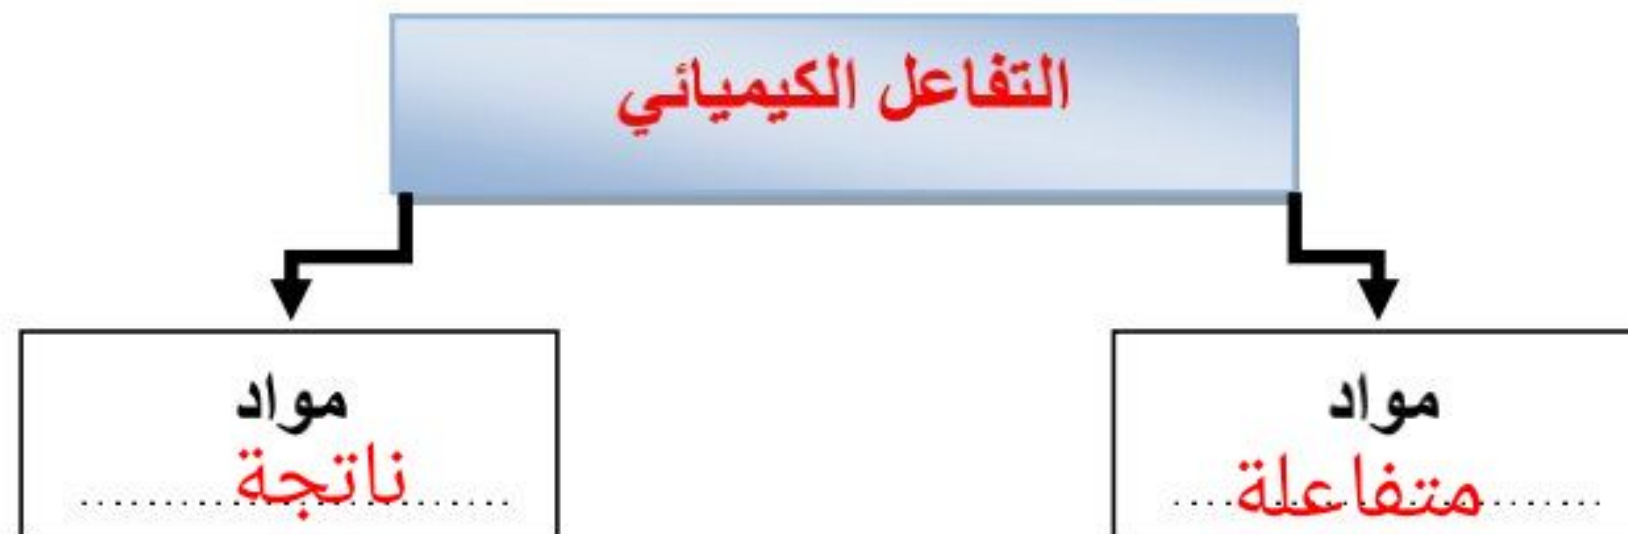 التفاعل الكيميائي
مواد
متفاعلة
مواد
ناتجة